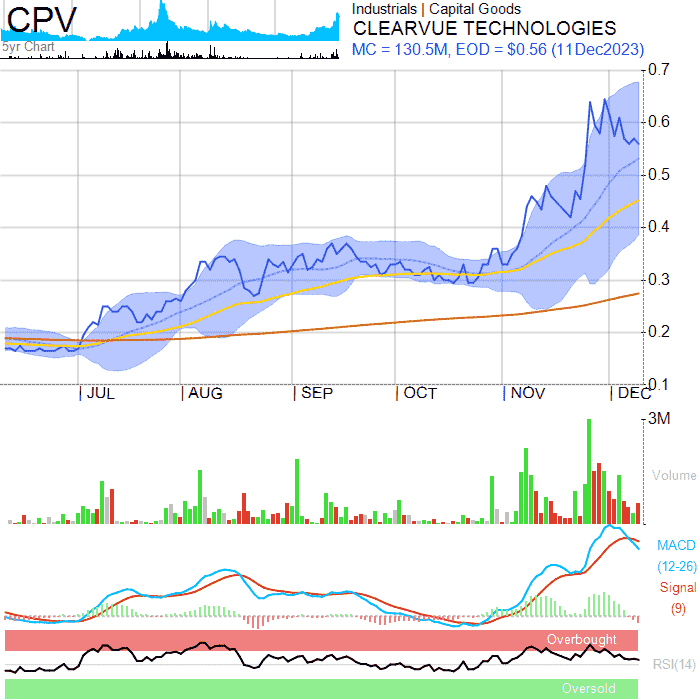 CPV
5yr Chart
Industrials | Capital Goods
CLEARVUE TECHNOLOGIES
MC = 130.5M, EOD = $0.56 (11Dec2023)
0.7
0.6
0.5
0.4
0.3
0.2
0.1
JUL AUG SEP OCT NOV DEC
3M
Volume
MACD
(12-26)
Signal
(9)
Overbought
RSI(14)
Oversold